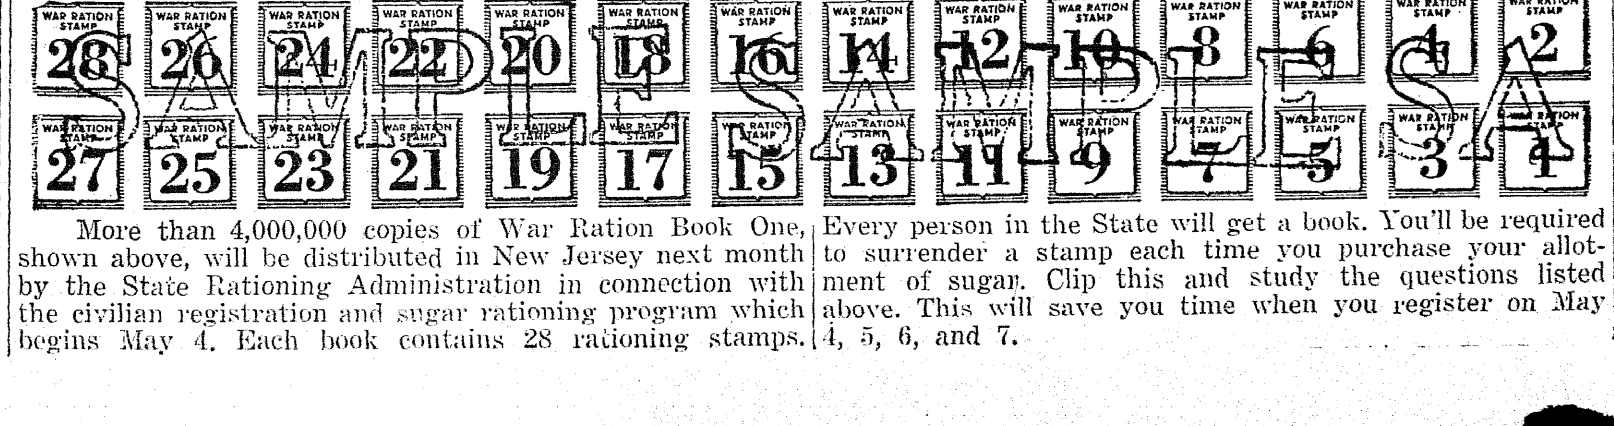 WAR RATION STAMP 28 WAR RATION STAMP 26 WAR RATION STAMP 24 WAR RATION STAMP 22 WAR RATION STAMP 20 WAR RATION STAMP 18 WAR RATION STAMP 16 WAR RATION STAMP 14 WAR RATION STAMP 12 WAR RATION STAMP 10 WAR RATION STAMP 8 WAR RATION STAMP 6 WAR RATION STAMP 4 WAR RATION STAMP 2
SAMPLE SAMPLE SA
WAR RATION STAMP 27 WAR RATION STAMP 25 WAR RATION STAMP 23 WAR RATION STAMP 21 WAR RATION STAMP 19 WAR RATION STAMP 17 WAR RATION STAMP 15 WAR RATION STAMP 13 WAR RATION STAMP 11 WAR RATION STAMP 9 WAR RATION STAMP 7 WAR RATION STAMP 5 WAR RATION STAMP 3 WAR RATION STAMP 1
More than 4,000,000 copies of War Ration Book One,
shown above, will be distributed in New Jersey next month
by the State Rationing Administration in connection with
the civilian registration and sugar rationing program which
begins May 4. Each book contains 28 rationing stamps.
Every person in the State will get a book. You'll be required
to surrender a stamp each time you purchase your allot-
ment of sugar. Clip this and study the questions listed
above. This will save you time when you register on May
4, 5, 6, and 7.